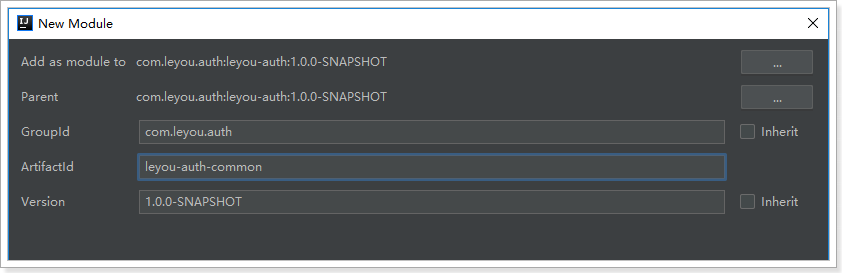 New Module
Add as module to com.leyou.auth:leyou-auth:1.0.0-SNAPSHOT ...
Parent com.leyou.auth:leyou-auth:1.0.0-SNAPSHOT ...
GroupId com.leyou.auth Inherit
ArtifactId leyou-auth-common
Version 1.0.0-SNAPSHOT Inherit